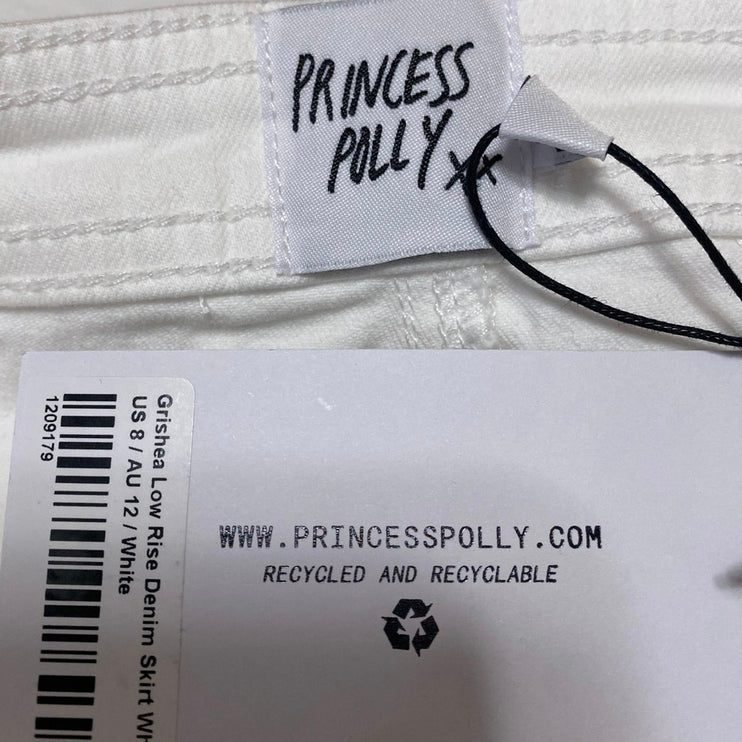 PRINCESS
POLLY xx
Grishea Low Rise Denim Skirt Wh
US 8 / AU 12 / White
1209179
WWW.PRINCESSPOLLY.COM
RECYCLED AND RECYCLABLE